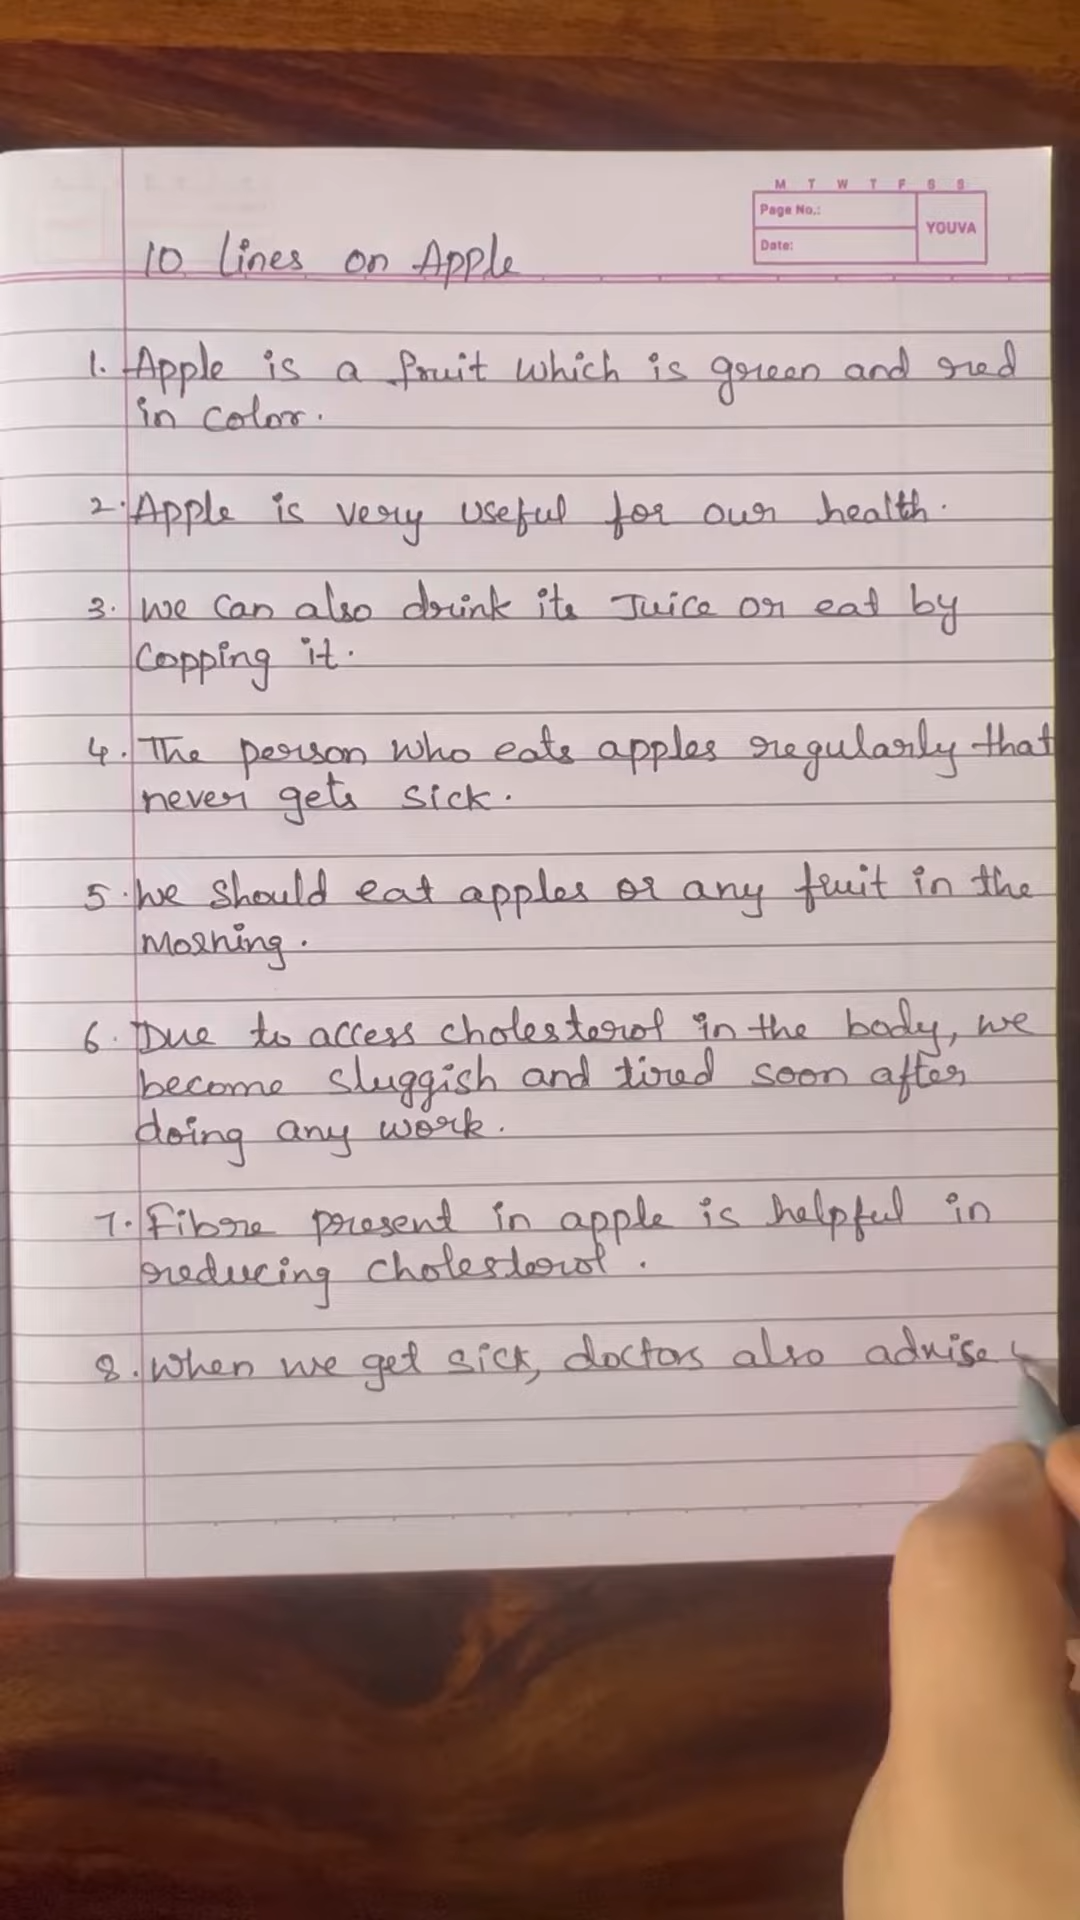 M T W T F S S
Page No.:
YOUVA
Date:
10 Lines on Apple
1. Apple is a fruit which is green and red
in color.
2. Apple is very useful for our health.
3. we can also drink its Juice or eat by
Copping it.
4. The person who eats apples regularly that
never gets sick.
5. We should eat apples or any fruit in the
Morning.
6. Due to access cholesterol in the body, we
become sluggish and tired soon after
doing any work.
7. Fibre present in apple is helpful in
reducing cholesterol.
8. When we get sick, doctors also advise